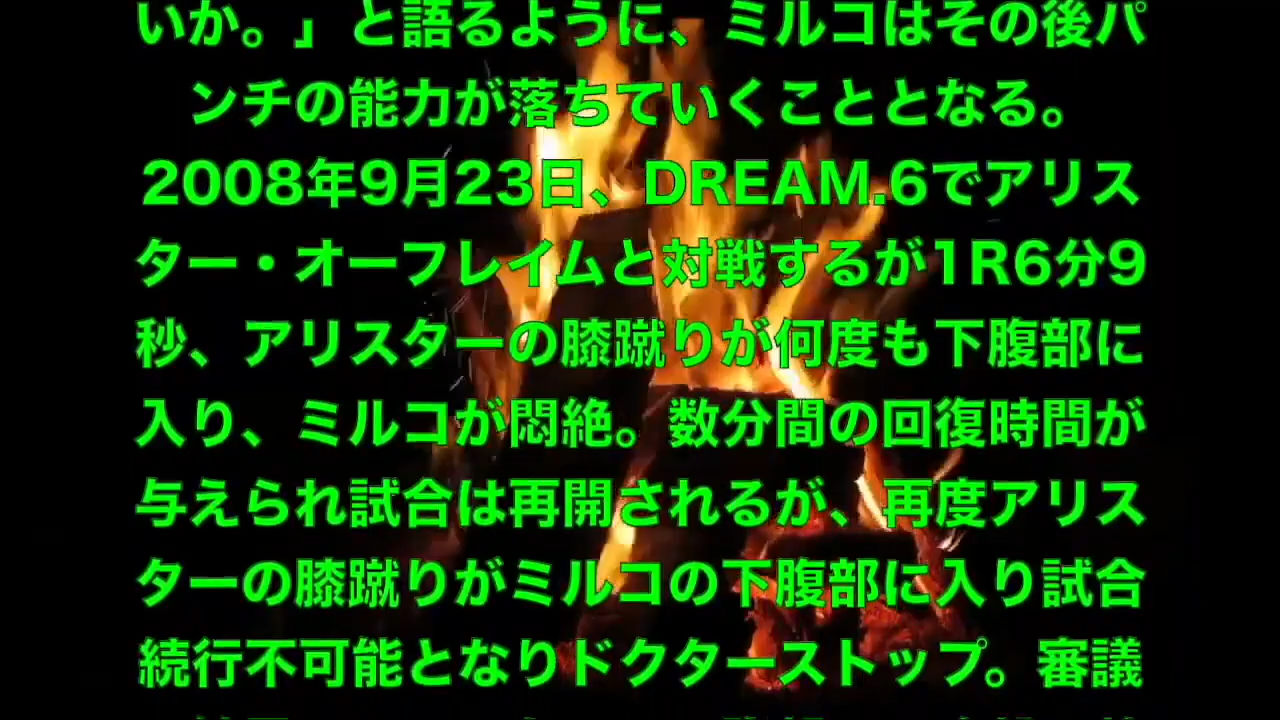 いか。」と語るように、ミルコはその後パ
ンチの能力が落ちていくこととなる。
2008年9月23日、DREAM.6でアリス
ター・オーフレイムと対戦するが1R6分9
秒、アリスターの膝蹴りが何度も下腹部に
入り、ミルコが悶絶。数分間の回復時間が
与えられ試合は再開されるが、再度アリス
ターの膝蹴りがミルコの下腹部に入り試合
続行不可能となりドクターストップ。審議